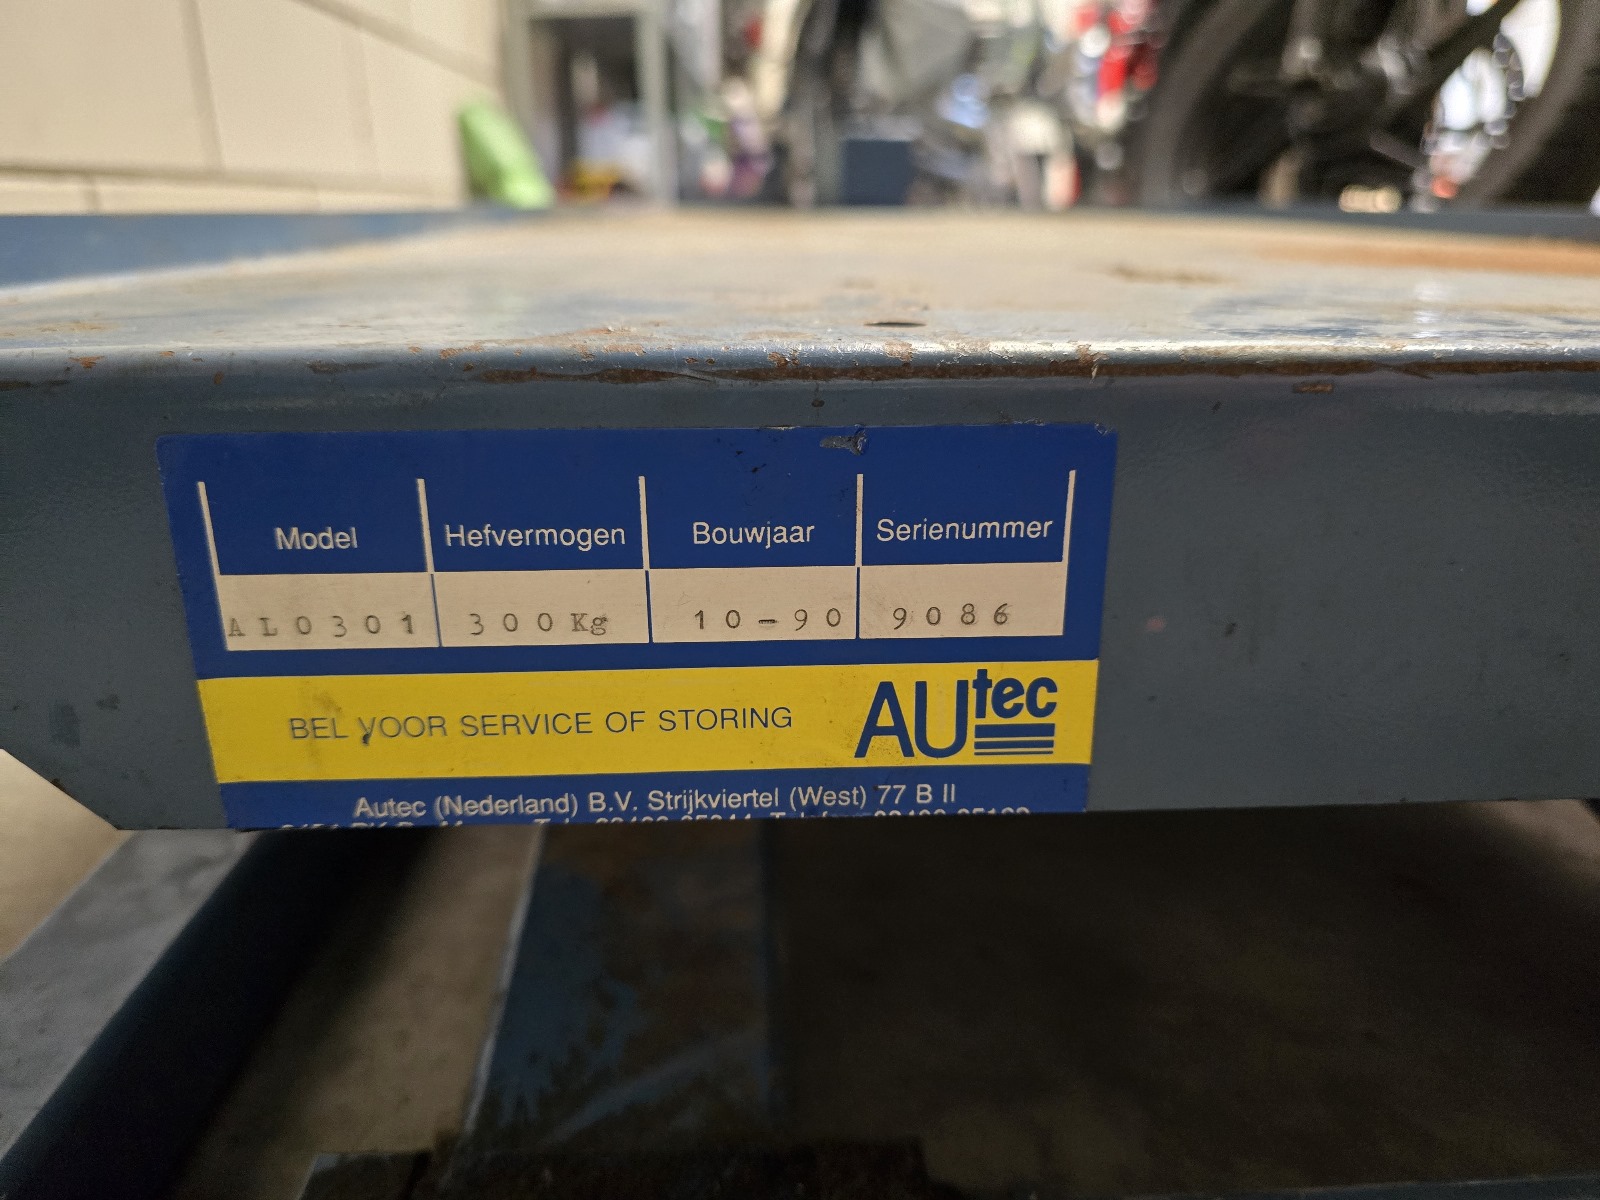 Model Hefvermogen Bouwjaar Serienummer
AL0301 300Kg 10-90 9086
BEL VOOR SERVICE OF STORING
AUtec
Autec (Nederland) B.V. Strijkviertel (West) 77 B II